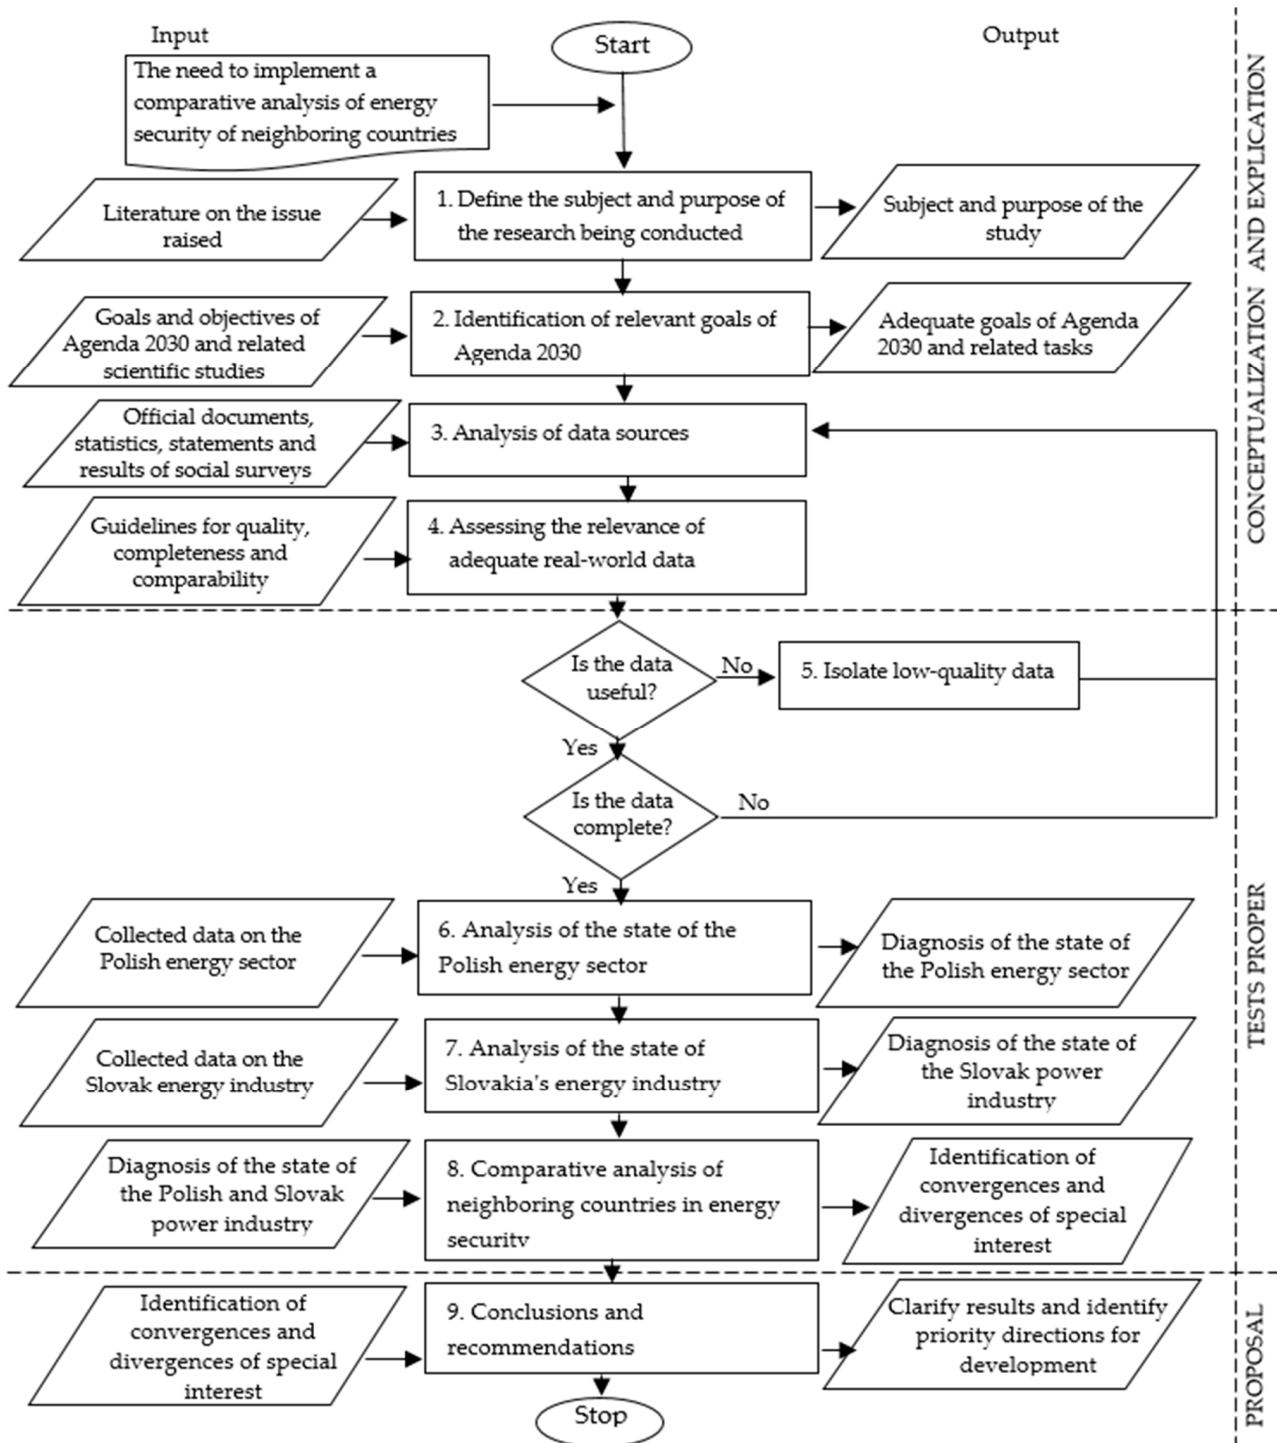 Input
Start
Output
The need to implement a
comparative analysis of energy
security of neighboring countries
Literature on the issue
raised
1. Define the subject and purpose of
the research being conducted
Subject and purpose of the
study
Goals and objectives of
Agenda 2030 and related
scientific studies
2. Identification of relevant goals of
Agenda 2030
Adequate goals of Agenda
2030 and related tasks
Official documents,
statistics, statements and
results of social surveys
3. Analysis of data sources
Guidelines for quality,
completeness and
comparability
4. Assessing the relevance of
adequate real-world data
CONCEPTUALIZATION AND EXPLICATION
Is the data
useful?
No
5. Isolate low-quality data
Yes
Is the data
complete?
No
Yes
Collected data on the
Polish energy sector
6. Analysis of the state of the
Polish energy sector
Diagnosis of the state of
the Polish energy sector
Collected data on the
Slovak energy industry
7. Analysis of the state of
Slovakia's energy industry
Diagnosis of the state of
the Slovak power
industry
Diagnosis of the state of
the Polish and Slovak
power industry
8. Comparative analysis of
neighboring countries in energy
security
Identification of
convergences and
divergences of special
interest
TESTS PROPER
Identification of
convergences and
divergences of special
interest
9. Conclusions and
recommendations
Clarify results and identify
priority directions for
development
PROPOSAL
Stop